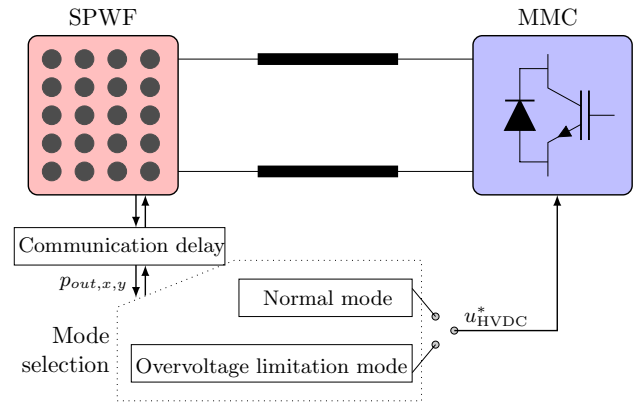 SPWF
MMC
Communication delay
p_{out,x,y}
Normal mode
u^*_{HVDC}
Mode
selection
Overvoltage limitation mode